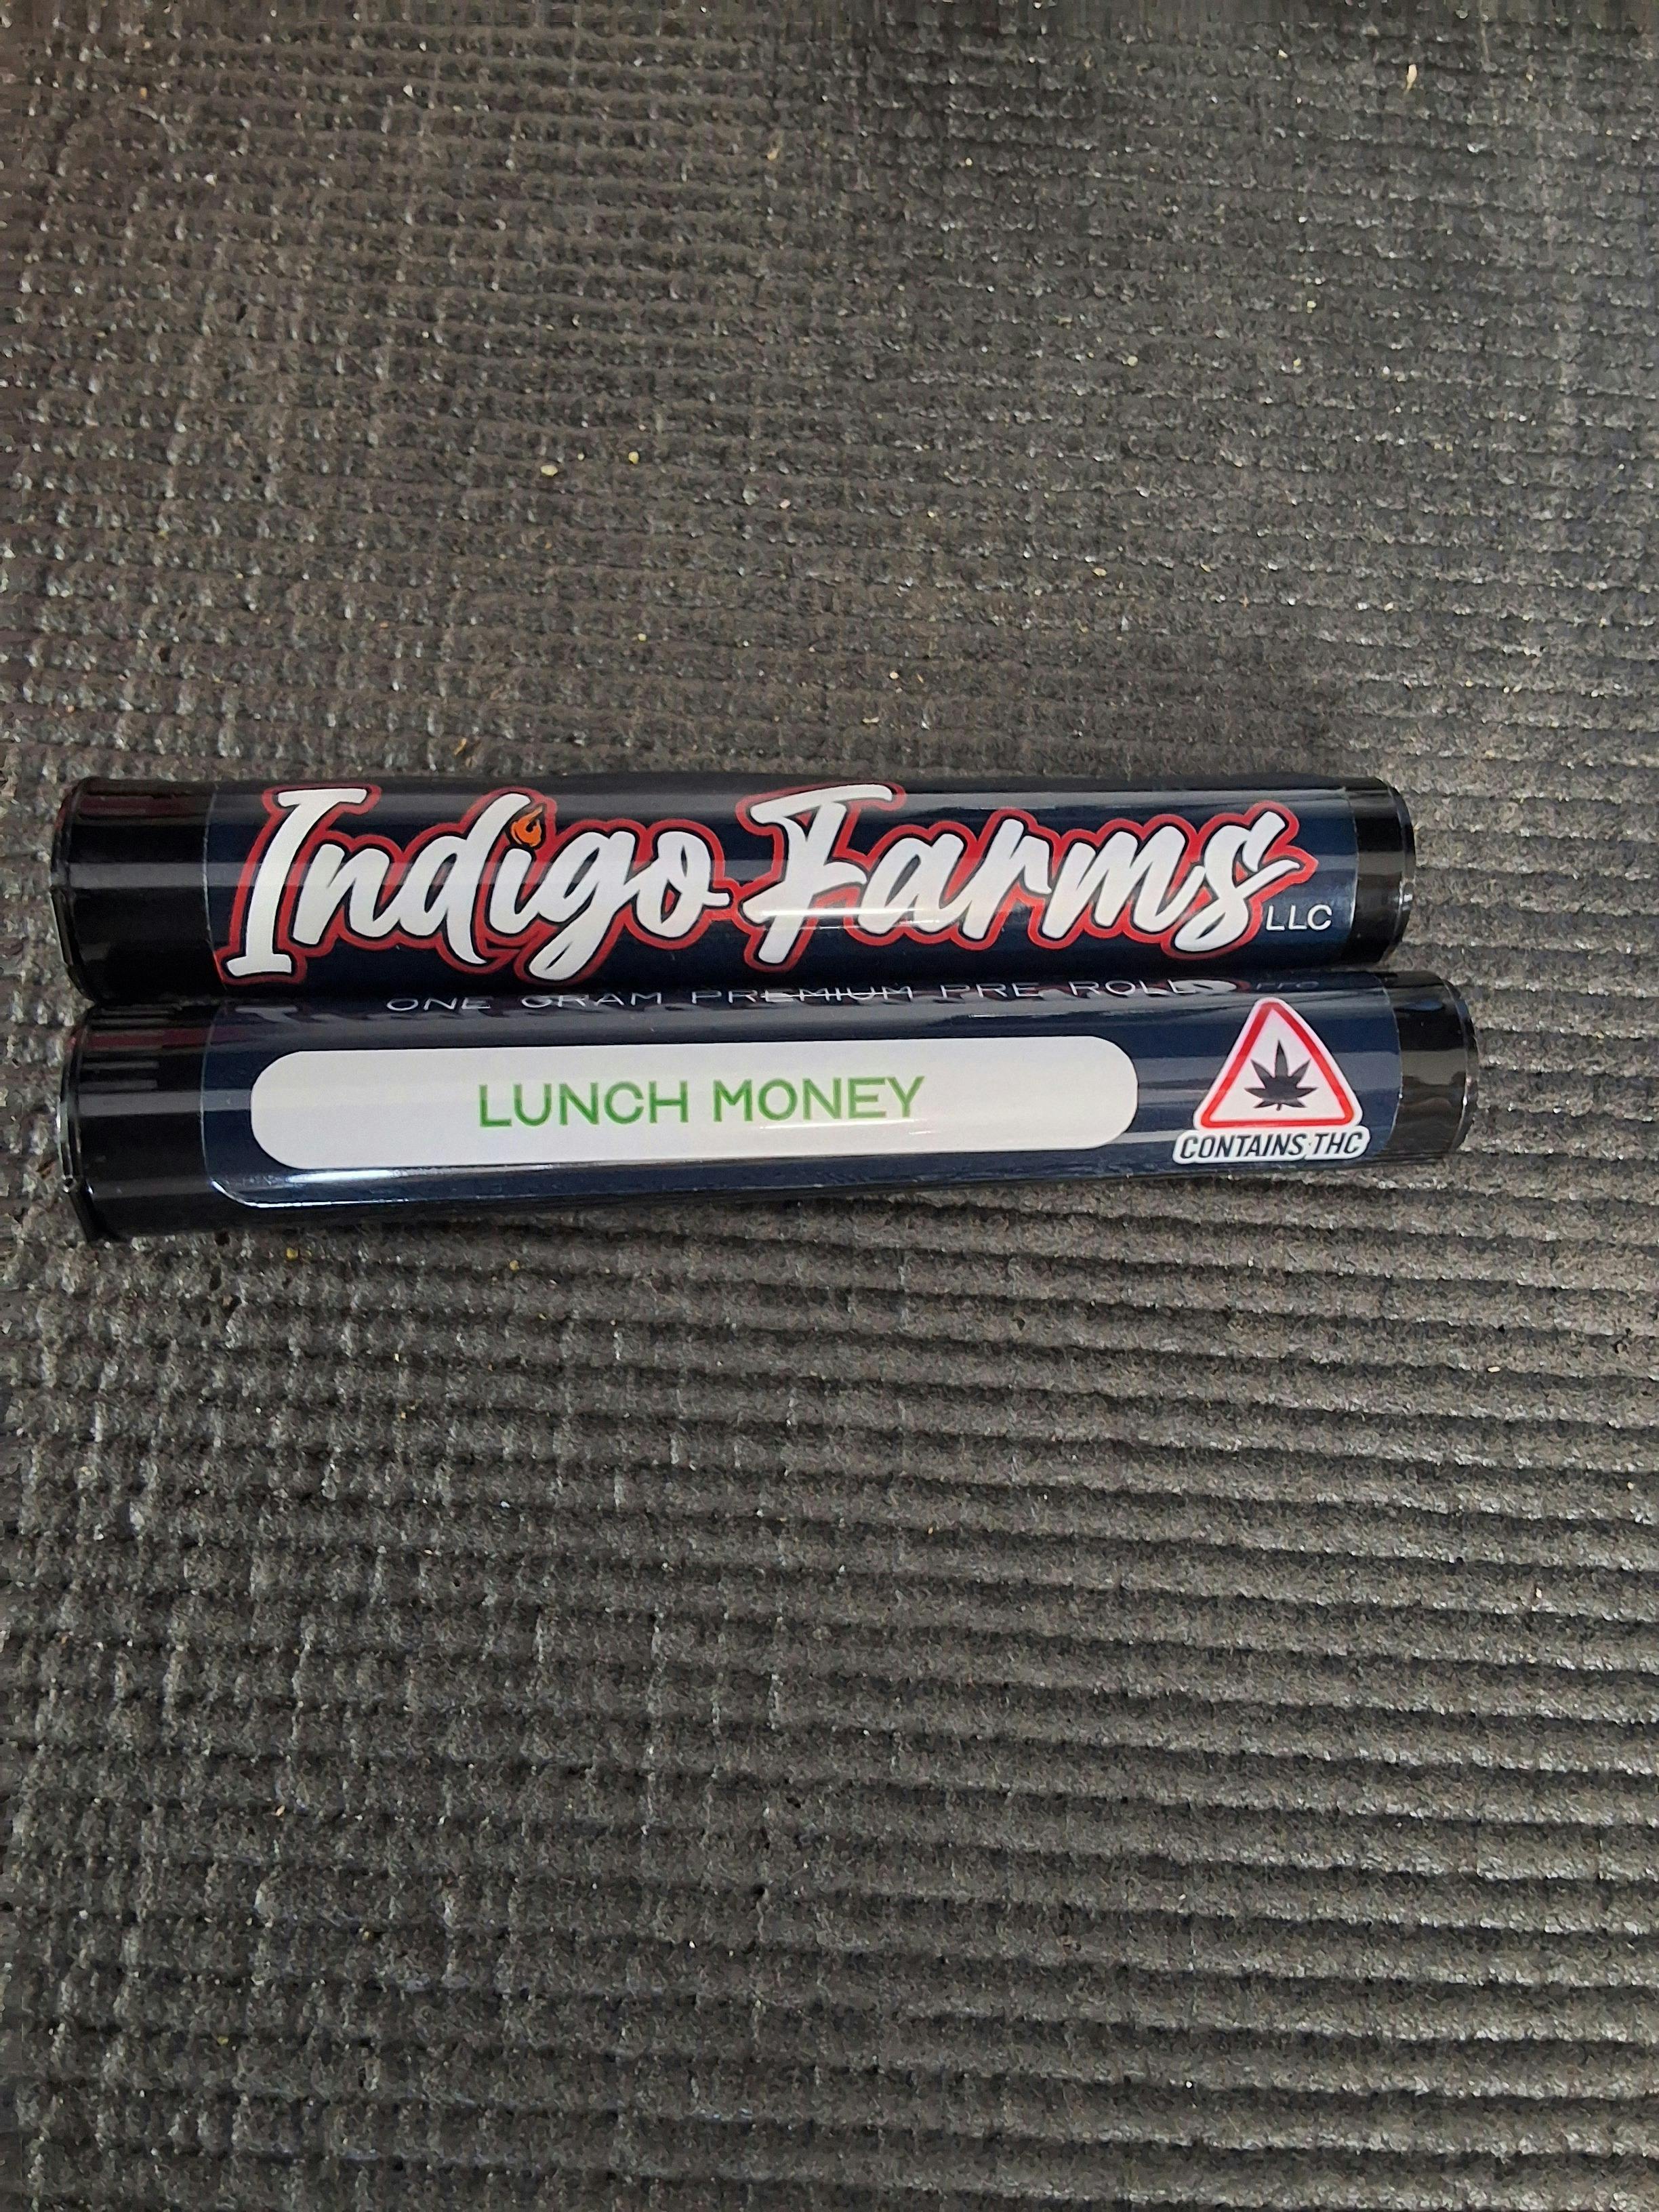 Indigo Farms
LLC
ONE GRAM PREMIUM PRE ROLL
LUNCH MONEY
CONTAINS THC